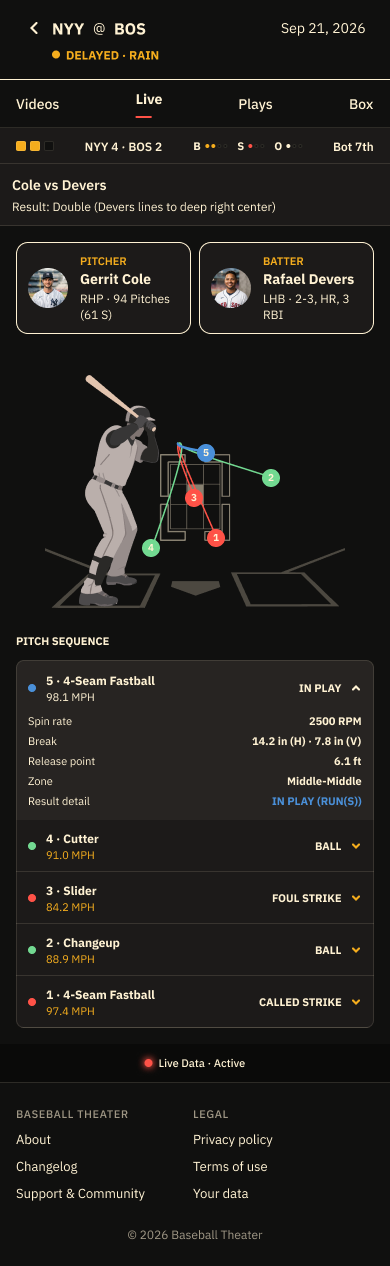 NYY @ BOS
Sep 21, 2026
DELAYED · RAIN
Videos
Live
Plays
Box
NYY 4 · BOS 2
B
S
O
Bot 7th
Cole vs Devers
Result: Double (Devers lines to deep right center)
PITCHER
Gerrit Cole
RHP · 94 Pitches
(61 S)
BATTER
Rafael Devers
LHB · 2-3, HR, 3
RBI
5
2
3
1
4
PITCH SEQUENCE
5 · 4-Seam Fastball
98.1 MPH
IN PLAY
Spin rate
2500 RPM
Break
14.2 in (H) · 7.8 in (V)
Release point
6.1 ft
Zone
Middle-Middle
Result detail
IN PLAY (RUN(S))
4 · Cutter
91.0 MPH
BALL
3 · Slider
84.2 MPH
FOUL STRIKE
2 · Changeup
88.9 MPH
BALL
1 · 4-Seam Fastball
97.4 MPH
CALLED STRIKE
Live Data · Active
BASEBALL THEATER
LEGAL
About
Privacy policy
Changelog
Terms of use
Support & Community
Your data
© 2026 Baseball Theater